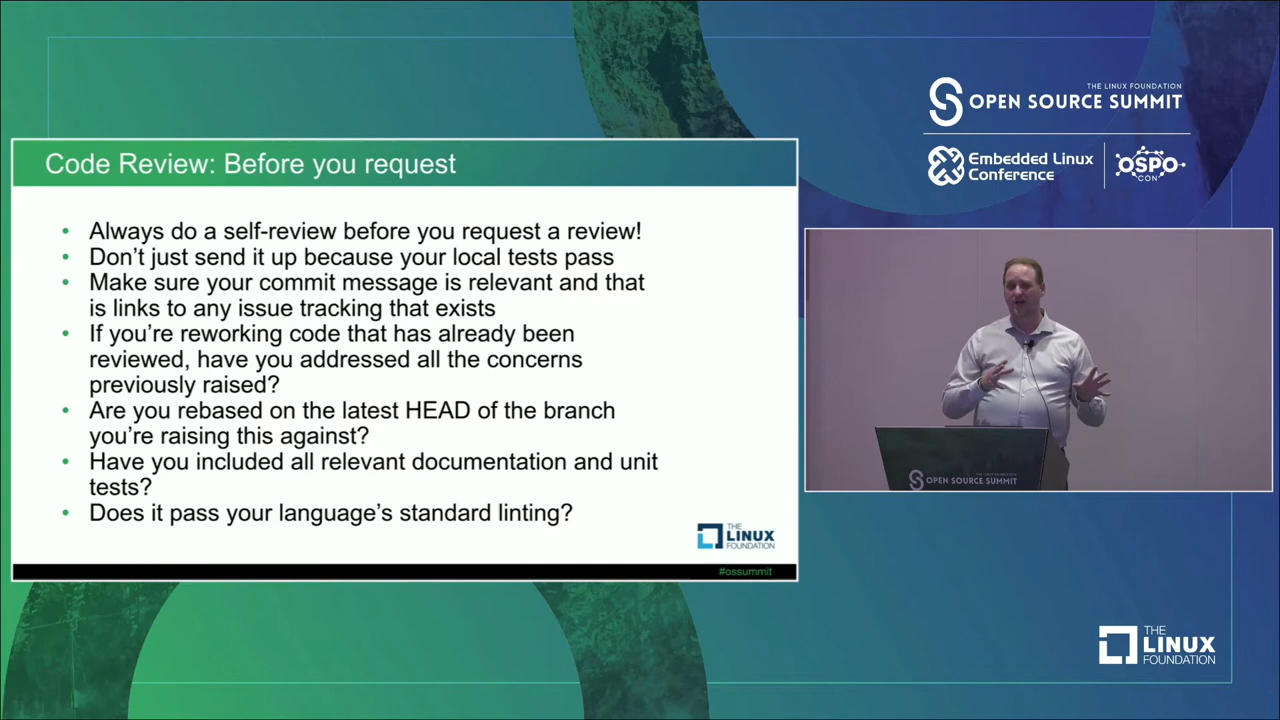 THE LINUX FOUNDATION
OPEN SOURCE SUMMIT
Embedded Linux
Conference
OSPO
CON
Code Review: Before you request
• Always do a self-review before you request a review!
• Don't just send it up because your local tests pass
• Make sure your commit message is relevant and that
is links to any issue tracking that exists
• If you're reworking code that has already been
reviewed, have you addressed all the concerns
previously raised?
• Are you rebased on the latest HEAD of the branch
you're raising this against?
• Have you included all relevant documentation and unit
tests?
• Does it pass your language's standard linting?
THE
LINUX
FOUNDATION
#ossummit
THE LINUX FOUNDATION
OPEN SOURCE SUMMIT
THE
LINUX
FOUNDATION